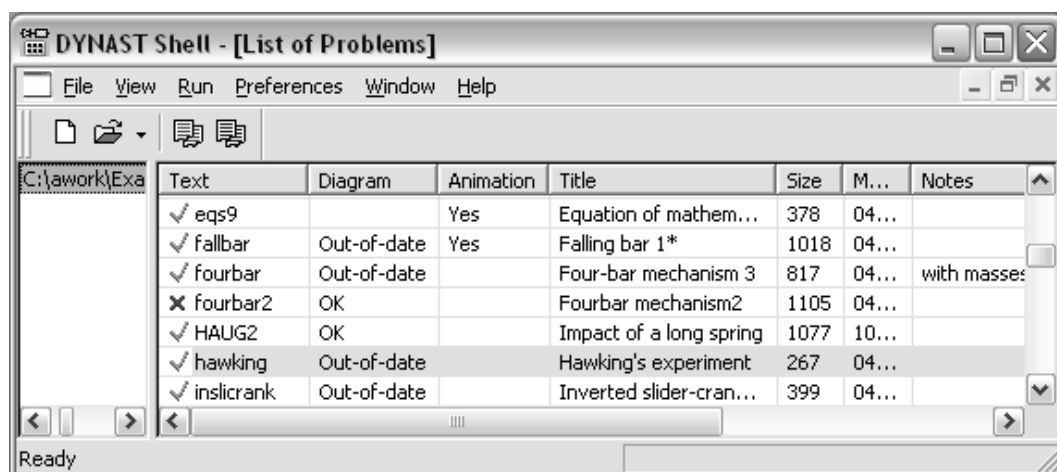 DYNAST Shell - [List of Problems]
File View Run Preferences Window Help
C:\awork\Exa
Text Diagram Animation Title Size M... Notes
eqs9 Yes Equation of mathem... 378 04...
fallbar Out-of-date Yes Falling bar 1* 1018 04...
fourbar Out-of-date Four-bar mechanism 3 817 04... with masses
fourbar2 OK Fourbar mechanism2 1105 04...
HAUG2 OK Impact of a long spring 1077 10...
hawking Out-of-date Hawking's experiment 267 04...
inslicrank Out-of-date Inverted slider-cran... 399 04...
Ready